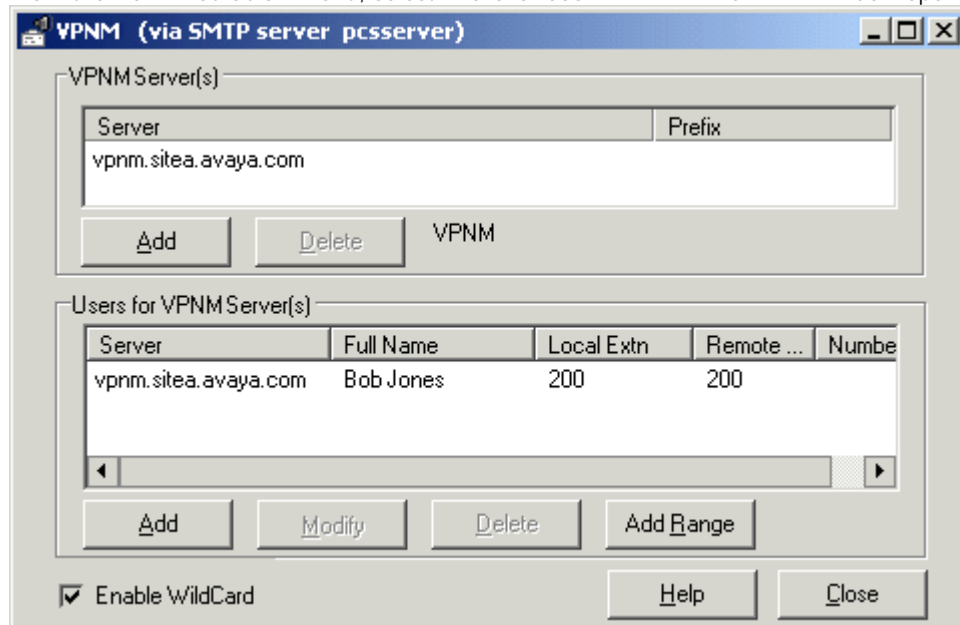 VPNM (via SMTP server pcsserver)
VPNM Server(s)
Server Prefix
vpnm.sitea.avaya.com
Add Delete VPNM
Users for VPNM Server(s)
Server Full Name Local Extn Remote ... Numbe
vpnm.sitea.avaya.com Bob Jones 200 200
Add Modify Delete Add Range
Enable WildCard Help Close